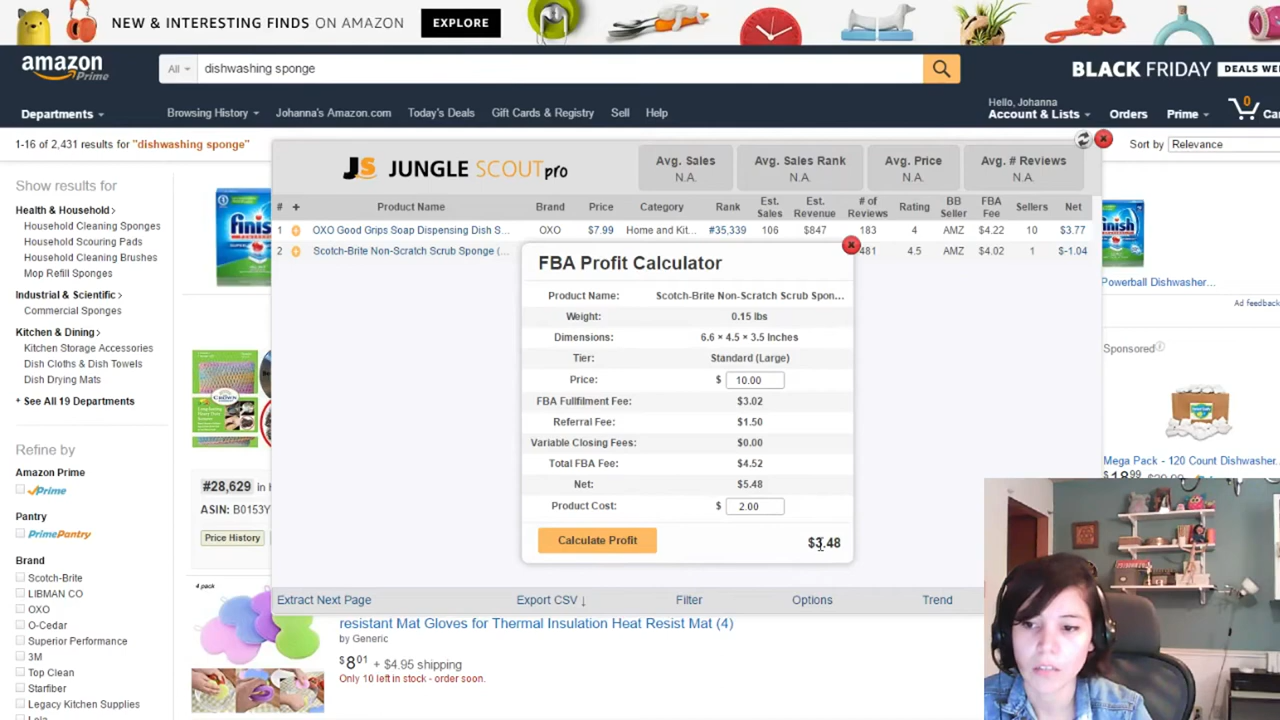 NEW & INTERESTING FINDS ON AMAZON EXPLORE
amazon Prime
All dishwashing sponge
BLACK FRIDAY DEALS WE
Departments
Browsing History Johanna's Amazon.com Today's Deals Gift Cards & Registry Sell Help
Hello, Johanna
Account & Lists Orders Prime 0 Ca
1-16 of 2,431 results for "dishwashing sponge"
Sort by Relevance
Show results for
Health & Household
Household Cleaning Sponges
Household Scouring Pads
Household Cleaning Brushes
Mop Refill Sponges
Industrial & Scientific
Commercial Sponges
Kitchen & Dining
Kitchen Storage Accessories
Dish Cloths & Dish Towels
Dish Drying Mats
+ See All 19 Departments
Refine by
Amazon Prime
Prime
Pantry
PrimePantry
Brand
Scotch-Brite
LIBMAN CO
OXO
O-Cedar
Superior Performance
3M
Top Clean
Starfiber
Legacy Kitchen Supplies
finish
#28,629 in
ASIN: B0153Y
Price History
4 pack
JS JUNGLE SCOUT pro
Avg. Sales
N.A.
Avg. Sales Rank
N.A.
Avg. Price
N.A.
Avg. # Reviews
N.A.
# + Product Name Brand Price Category Rank Est. Sales Est. Revenue # of Reviews Rating BB Seller FBA Fee Sellers Net
1 OXO Good Grips Soap Dispensing Dish S... OXO $7.99 Home and Kit... #35,339 106 $847 183 4 AMZ $4.22 10 $3.77
2 Scotch-Brite Non-Scratch Scrub Sponge (... 481 4.5 AMZ $4.02 1 $-1.04
FBA Profit Calculator
Product Name: Scotch-Brite Non-Scratch Scrub Spon...
Weight: 0.15 lbs
Dimensions: 6.6 × 4.5 × 3.5 Inches
Tier: Standard (Large)
Price: $ 10.00
FBA Fullfilment Fee: $3.02
Referral Fee: $1.50
Variable Closing Fees: $0.00
Total FBA Fee: $4.52
Net: $5.48
Product Cost: $ 2.00
Calculate Profit $3.48
Extract Next Page Export CSV ↓ Filter Options Trend
resistant Mat Gloves for Thermal Insulation Heat Resist Mat (4)
by Generic
$8 01 + $4.95 shipping
Only 10 left in stock - order soon.
finish
Powerball Dishwasher...
Ad feedback
Sponsored
Mega Pack - 120 Count Dishwasher...